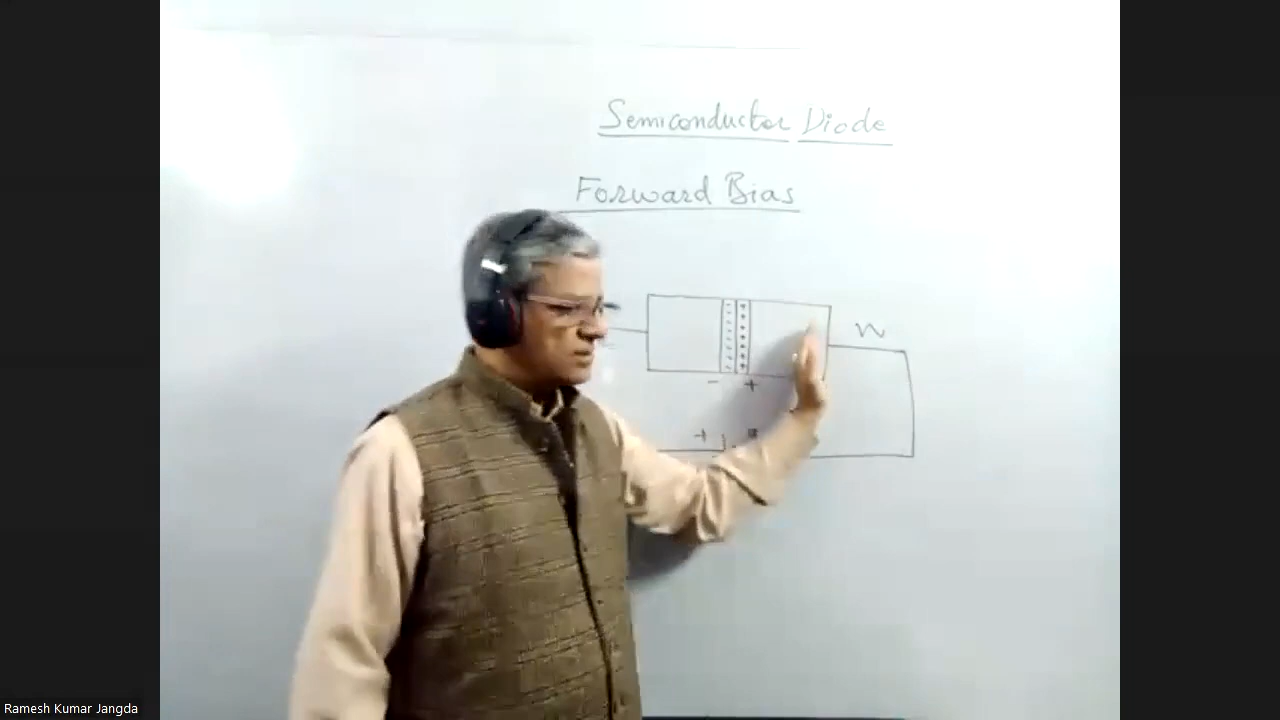 Semiconductor Diode
Forward Bias
N
- +
+
Ramesh Kumar Jangda